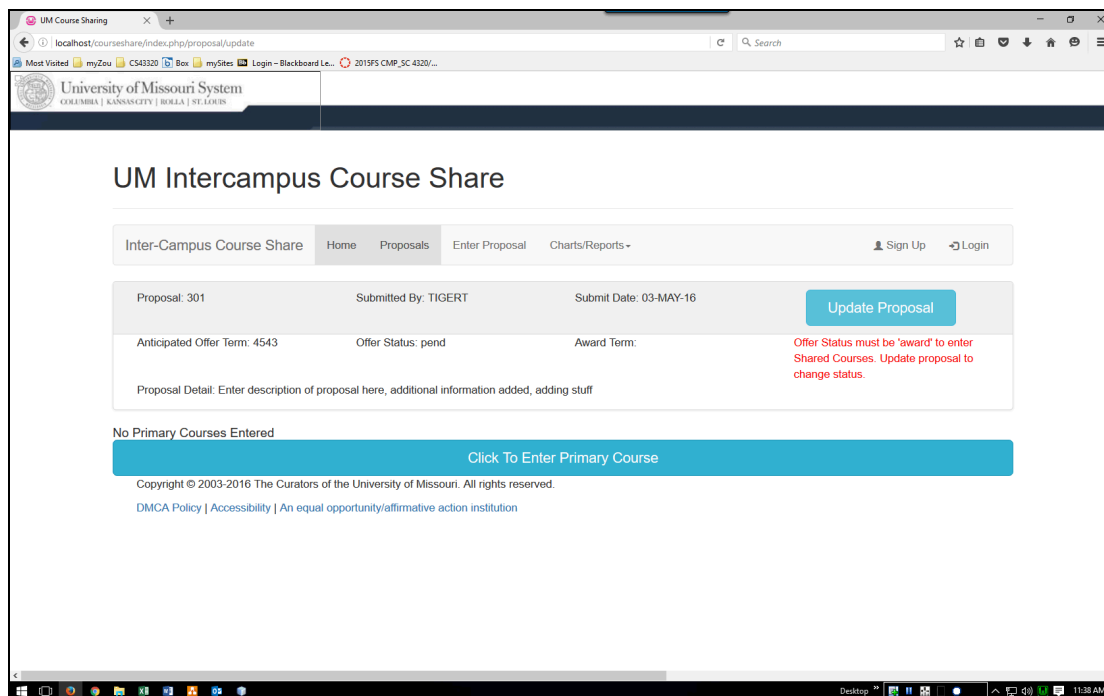 UM Course Sharing
localhost/courseshare/index.php/proposal/update
Search
Most Visited myZou CS43320 Box mySites Login – Blackboard Le... 2015FS CMP_SC 4320/...
University of Missouri System
COLUMBIA | KANSAS CITY | ROLLA | ST. LOUIS
UM Intercampus Course Share
Inter-Campus Course Share Home Proposals Enter Proposal Charts/Reports Sign Up Login
Proposal: 301 Submitted By: TIGERT Submit Date: 03-MAY-16 Update Proposal
Anticipated Offer Term: 4543 Offer Status: pend Award Term: Offer Status must be 'award' to enter
Shared Courses. Update proposal to
change status.
Proposal Detail: Enter description of proposal here, additional information added, adding stuff
No Primary Courses Entered
Click To Enter Primary Course
Copyright © 2003-2016 The Curators of the University of Missouri. All rights reserved.
DMCA Policy | Accessibility | An equal opportunity/affirmative action institution
Desktop 11:38 AM